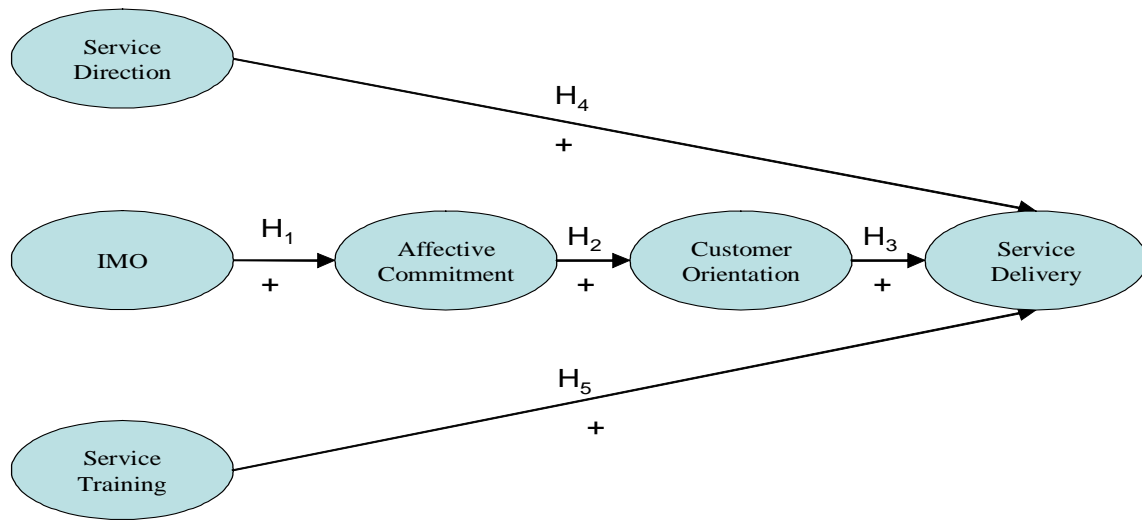 Service
Direction
H₄
+
IMO
H₁
+
Affective
Commitment
H₂
+
Customer
Orientation
H₃
+
Service
Delivery
H₅
+
Service
Training